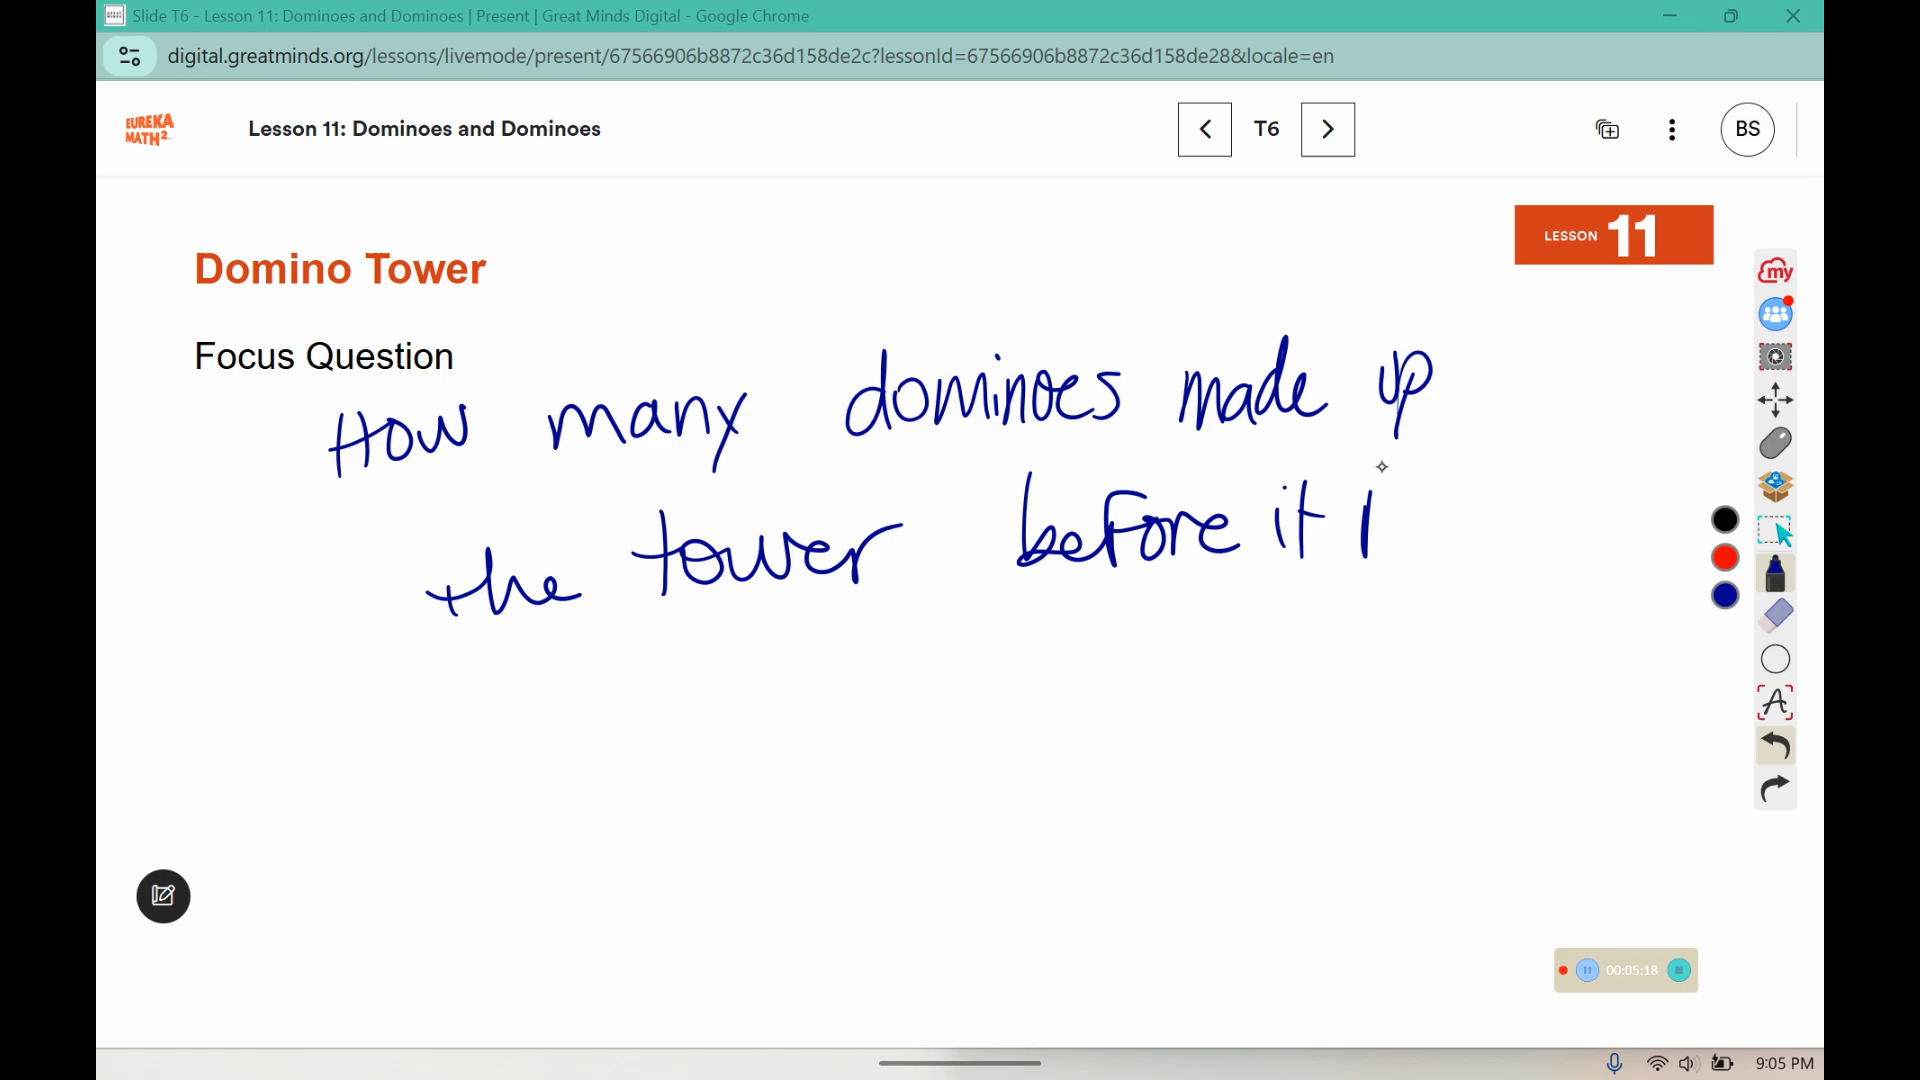 Slide T6 - Lesson 11: Dominoes and Dominoes | Present | Great Minds Digital - Google Chrome
digital.greatminds.org/lessons/livemode/present/67566906b8872c36d158de2c?lessonId=67566906b8872c36d158de28&locale=en
EUREKA
MATH²
Lesson 11: Dominoes and Dominoes
T6
BS
LESSON 11
Domino Tower
my
Focus Question
How many dominoes made up
the tower before it
00:05:18
9:05 PM